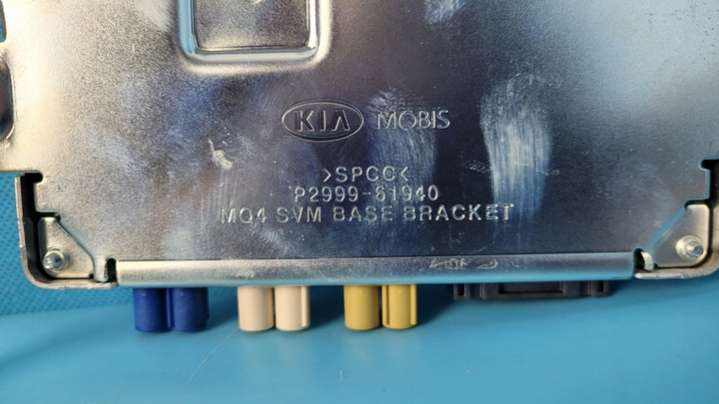 KIA MOBIS
>SPCC<
P2999-61940
MQ4 SVM BASE BRACKET